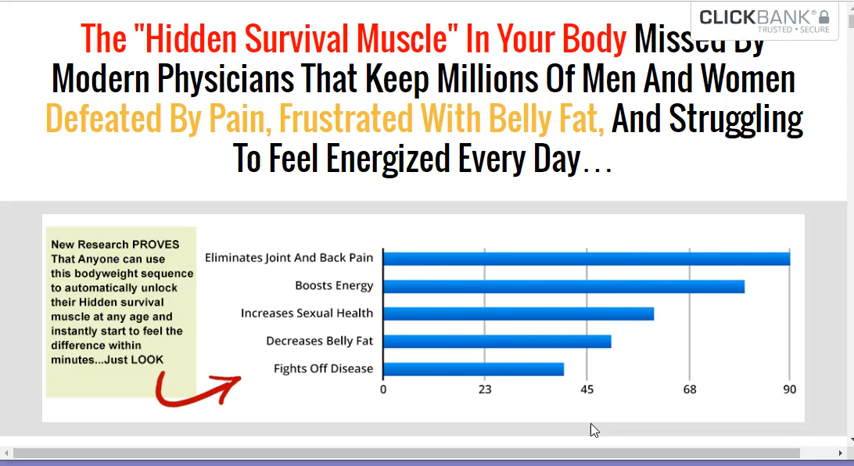 CLICKBANK
TRUSTED • SECURE
The "Hidden Survival Muscle" In Your Body Missed By
Modern Physicians That Keep Millions Of Men And Women
Defeated By Pain, Frustrated With Belly Fat, And Struggling
To Feel Energized Every Day...
New Research PROVES
That Anyone can use
this bodyweight sequence
to automatically unlock
their Hidden survival
muscle at any age and
instantly start to feel the
difference within
minutes...Just LOOK
Eliminates Joint And Back Pain
Boosts Energy
Increases Sexual Health
Decreases Belly Fat
Fights Off Disease
0 23 45 68 90